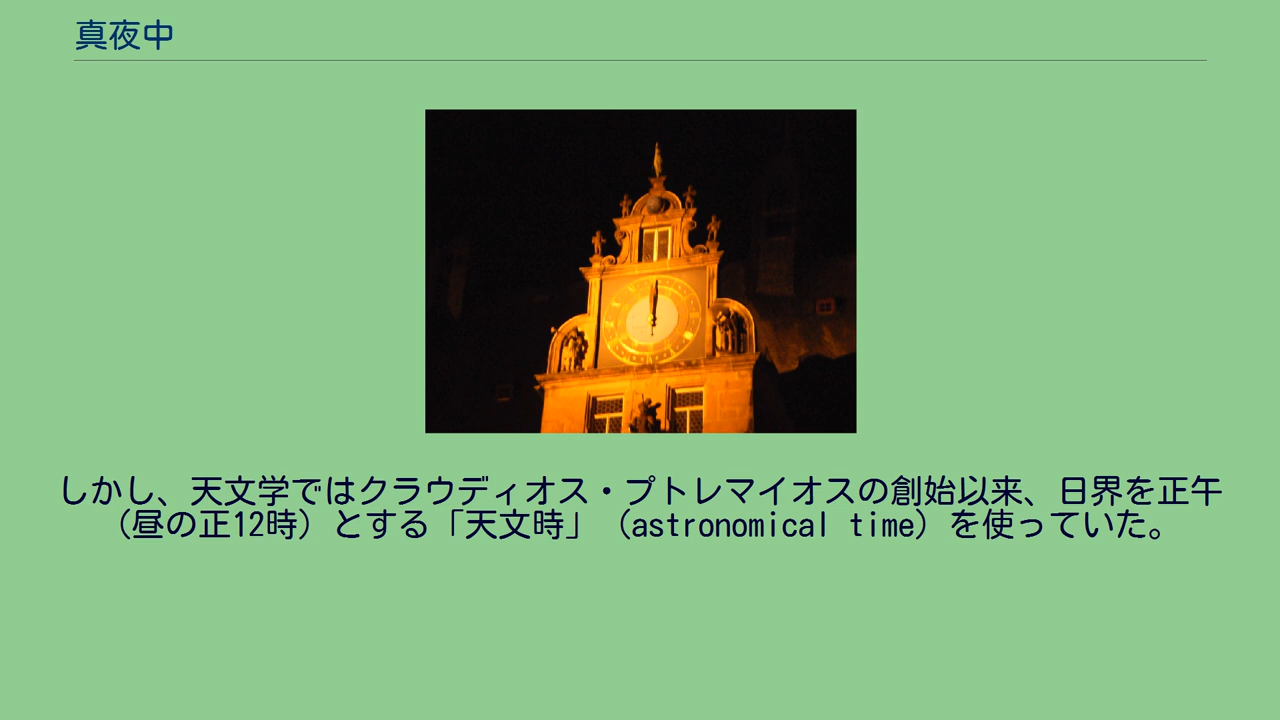 真夜中
しかし、天文学ではクラウディオス・プトレマイオスの創始以来、日界を正午
（昼の正12時）とする「天文時」（astronomical time）を使っていた。